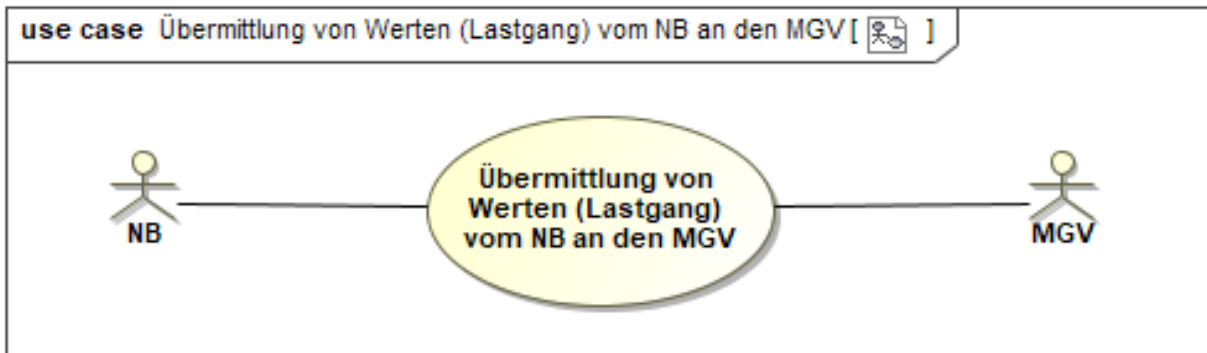 use case Übermittlung von Werten (Lastgang) vom NB an den MGV [ ]
Übermittlung von
Werten (Lastgang)
vom NB an den MGV
NB
MGV